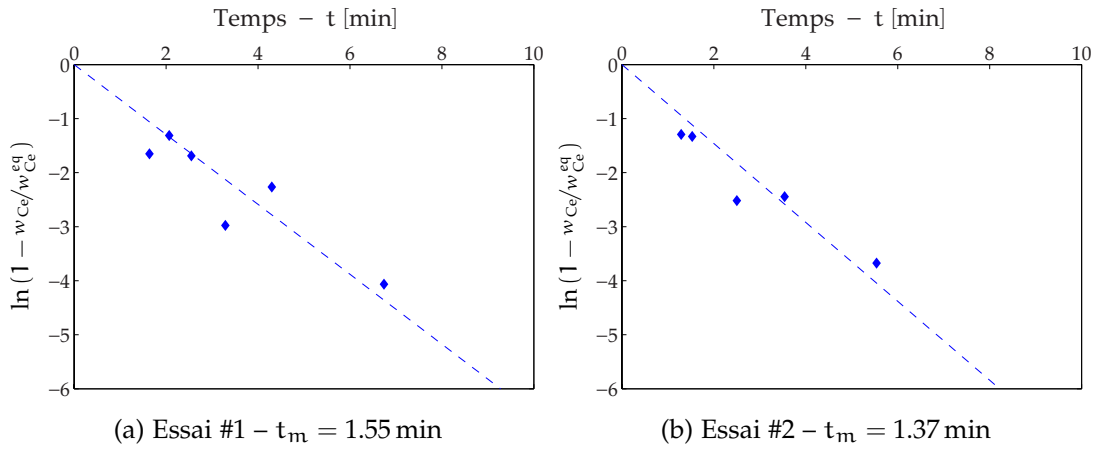 Temps – t [min]
0 2 4 6 8 10
0
−1
−2
−3
−4
−5
−6
ln (1 − w_Ce/w_Ce^eq)
(a) Essai #1 – t_m = 1.55 min
Temps – t [min]
0 2 4 6 8 10
0
−1
−2
−3
−4
−5
−6
ln (1 − w_Ce/w_Ce^eq)
(b) Essai #2 – t_m = 1.37 min